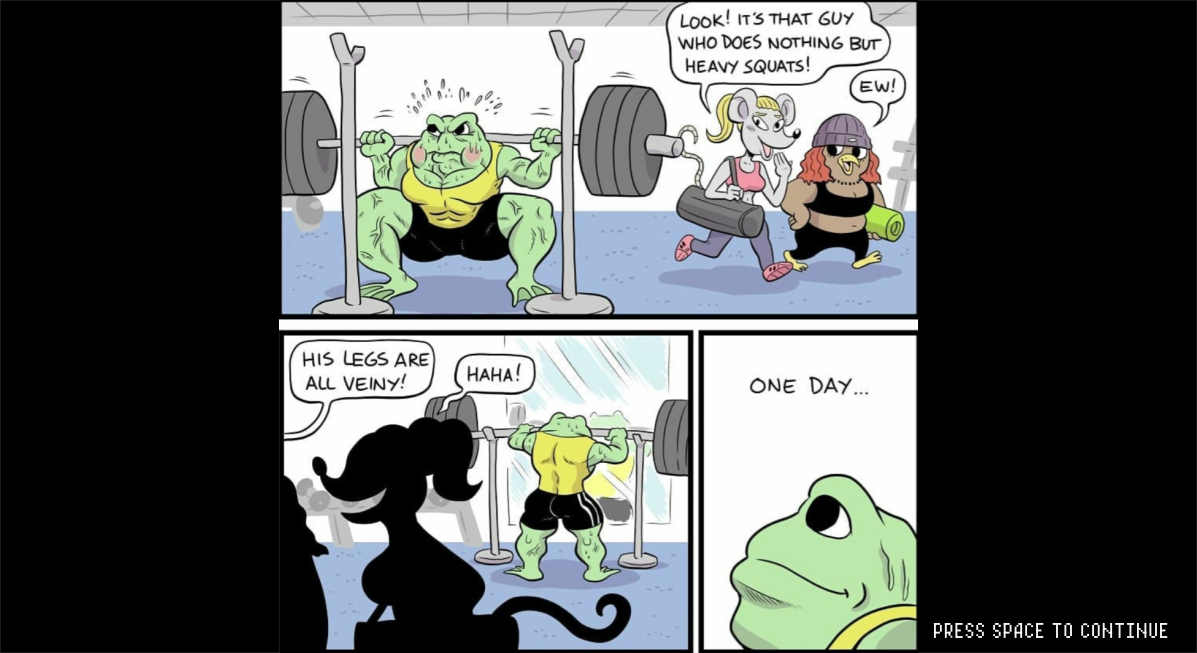 LOOK! IT'S THAT GUY
WHO DOES NOTHING BUT
HEAVY SQUATS!
EW!
HIS LEGS ARE
ALL VEINY!
HAHA!
ONE DAY...
PRESS SPACE TO CONTINUE